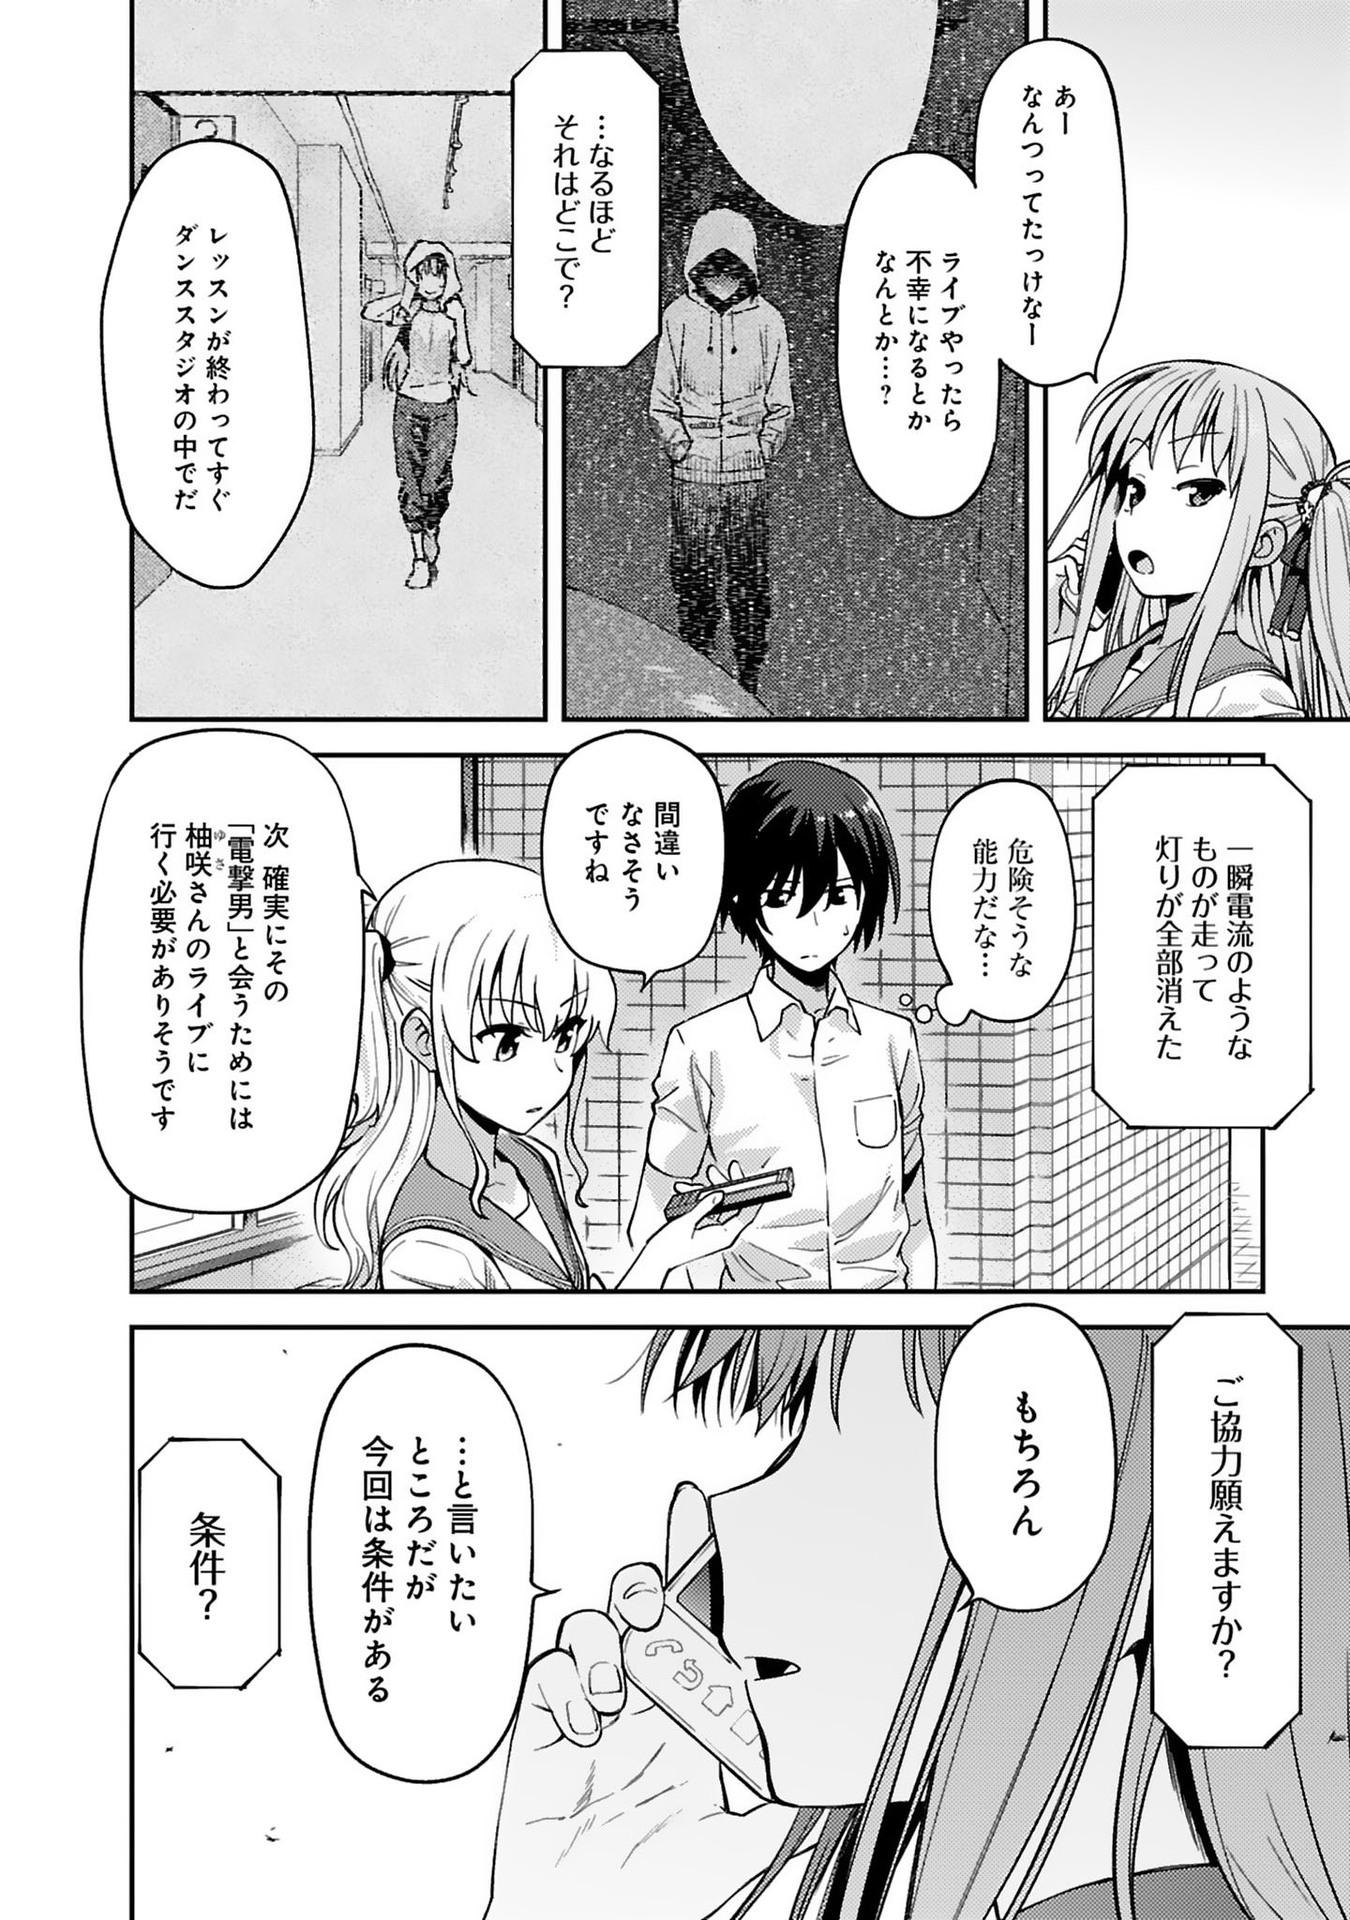 あー
なんつってたっけなー
ライブやったら
不幸になるとか
なんとか…？
…なるほど
それはどこで？
レッスンが終わってすぐ
ダンススタジオの中でだ
一瞬電流のような
ものが走って
灯りが全部消えた
危険そうな
能力だな…
間違い
なさそう
ですね
次 確実にその
「電撃男」と会うためには
柚咲さんのライブに
ゆさ
行く必要がありそうです
ご協力願えますか？
もちろん
…と言いたい
ところだが
今回は条件がある
条件？